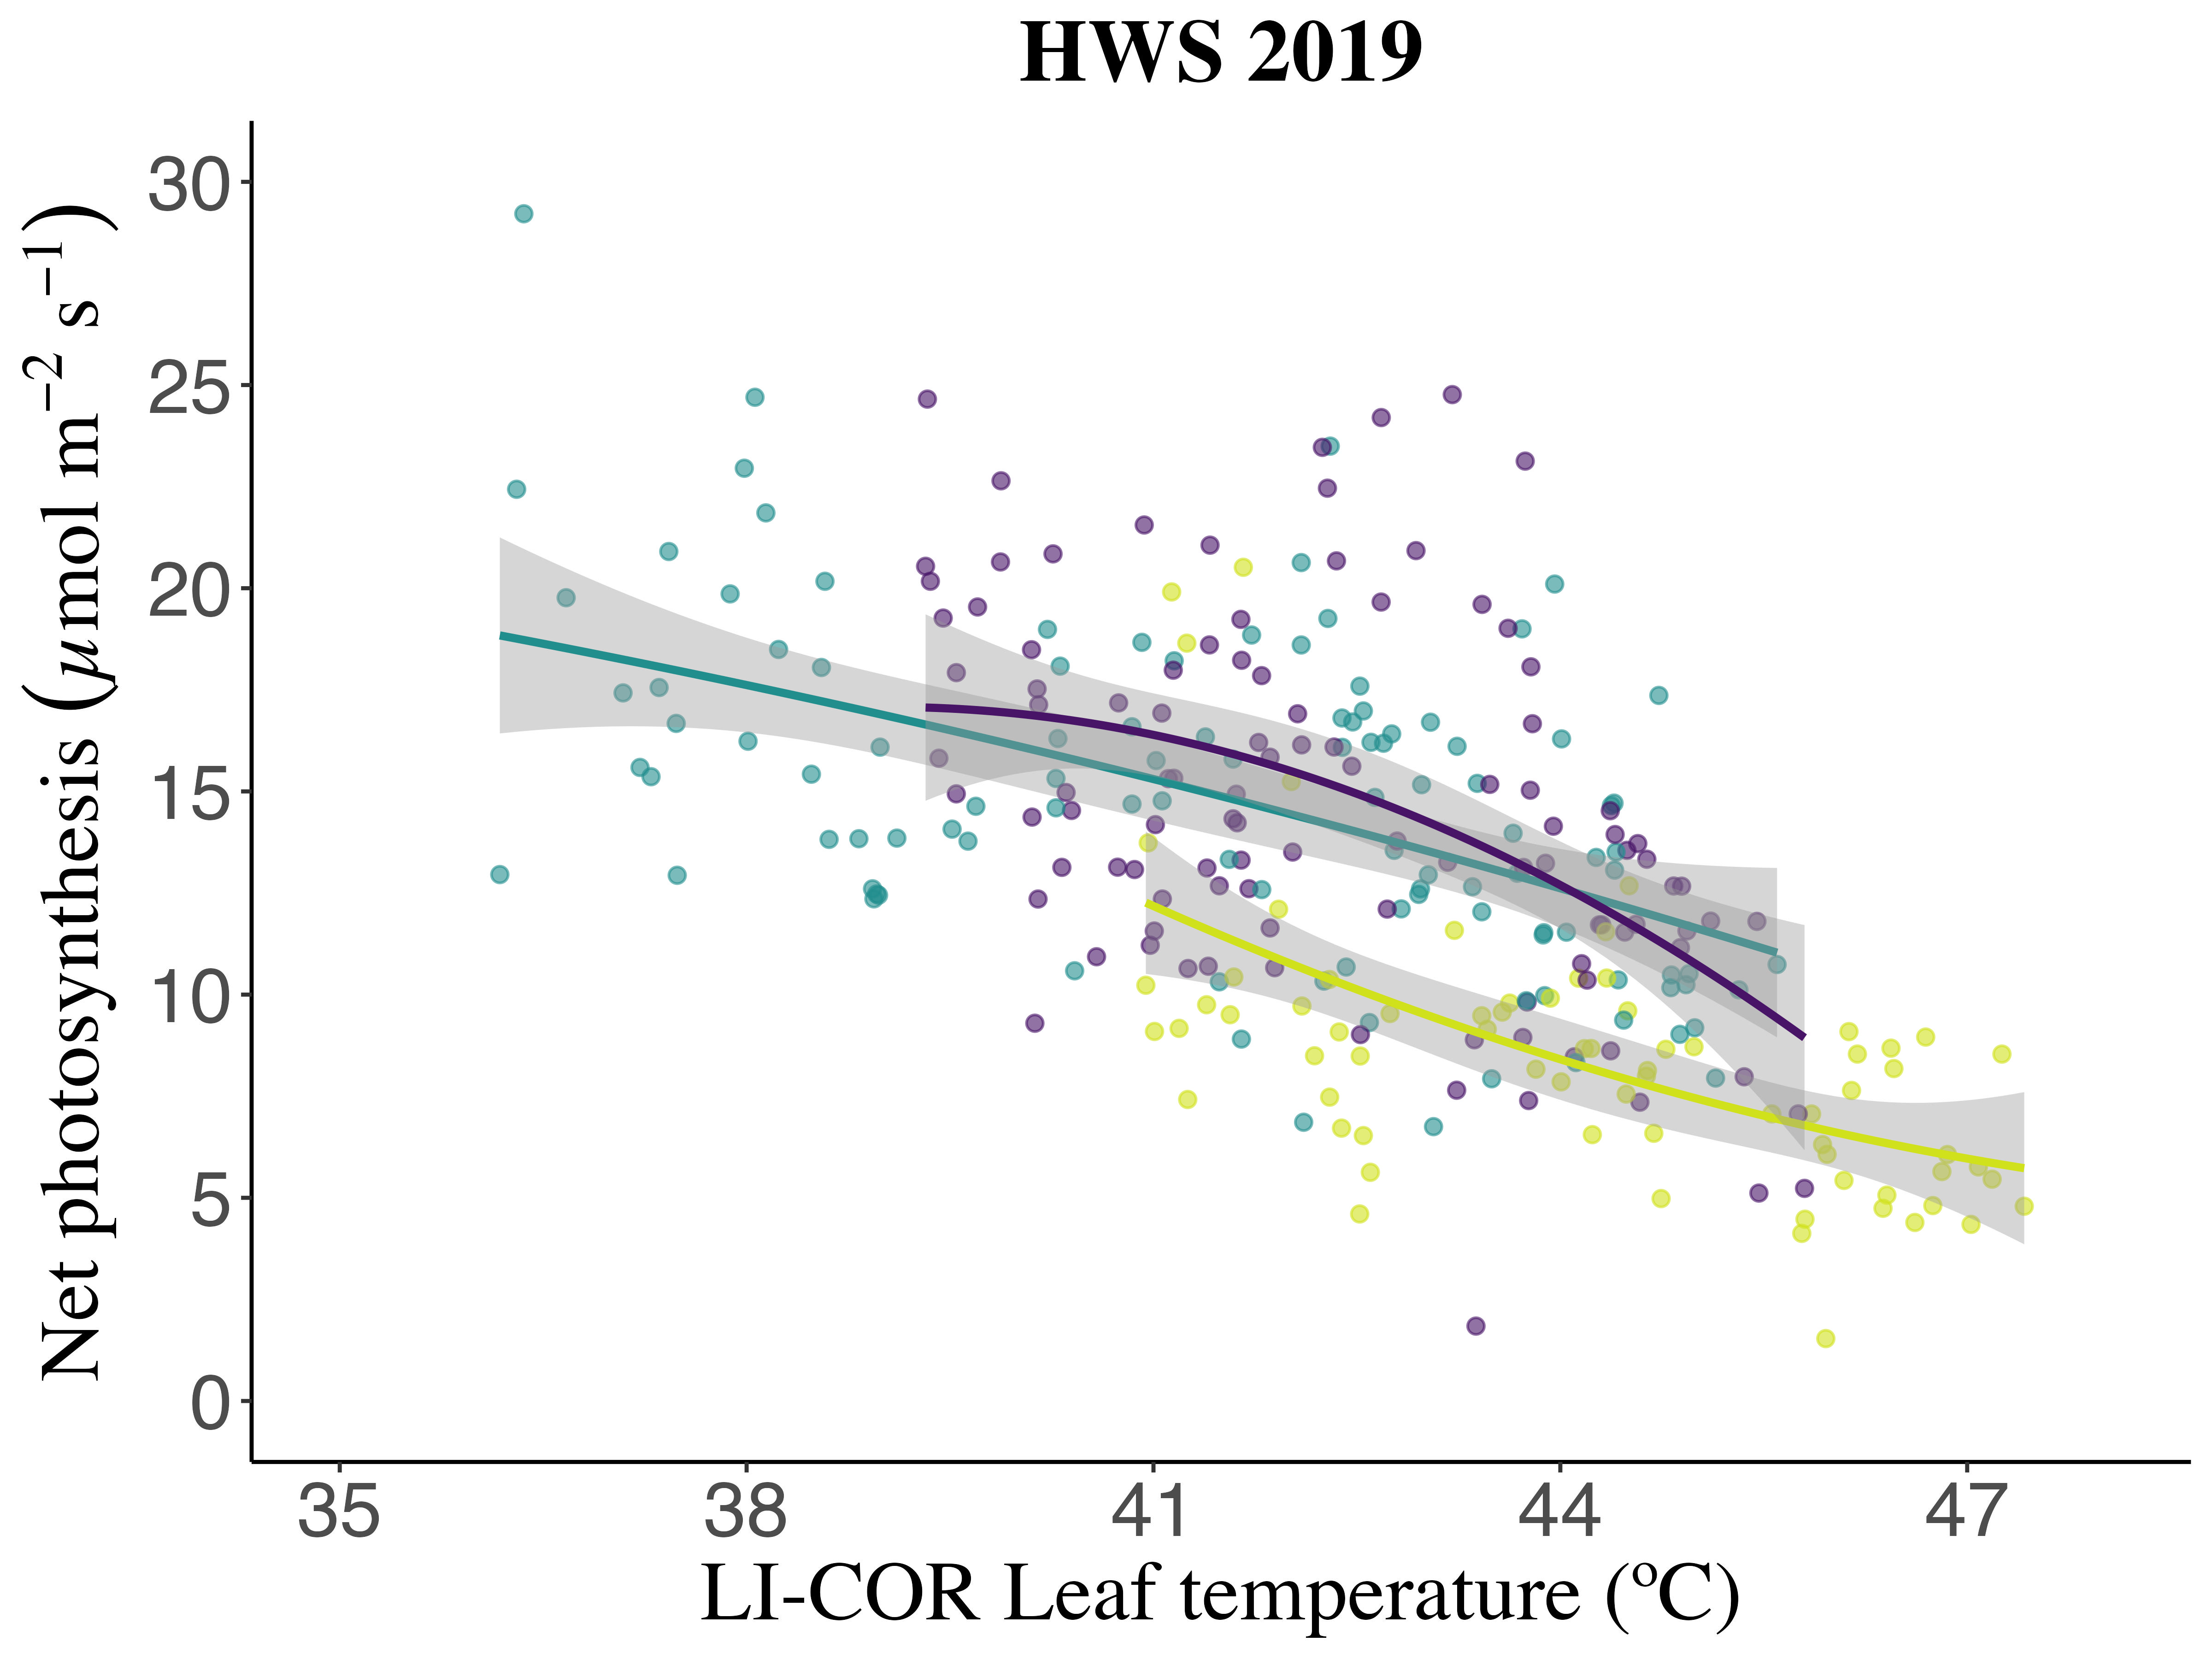 HWS 2019
Net photosynthesis (μmol m⁻² s⁻¹)
30
25
20
15
10
5
0
35 38 41 44 47
LI-COR Leaf temperature (ºC)